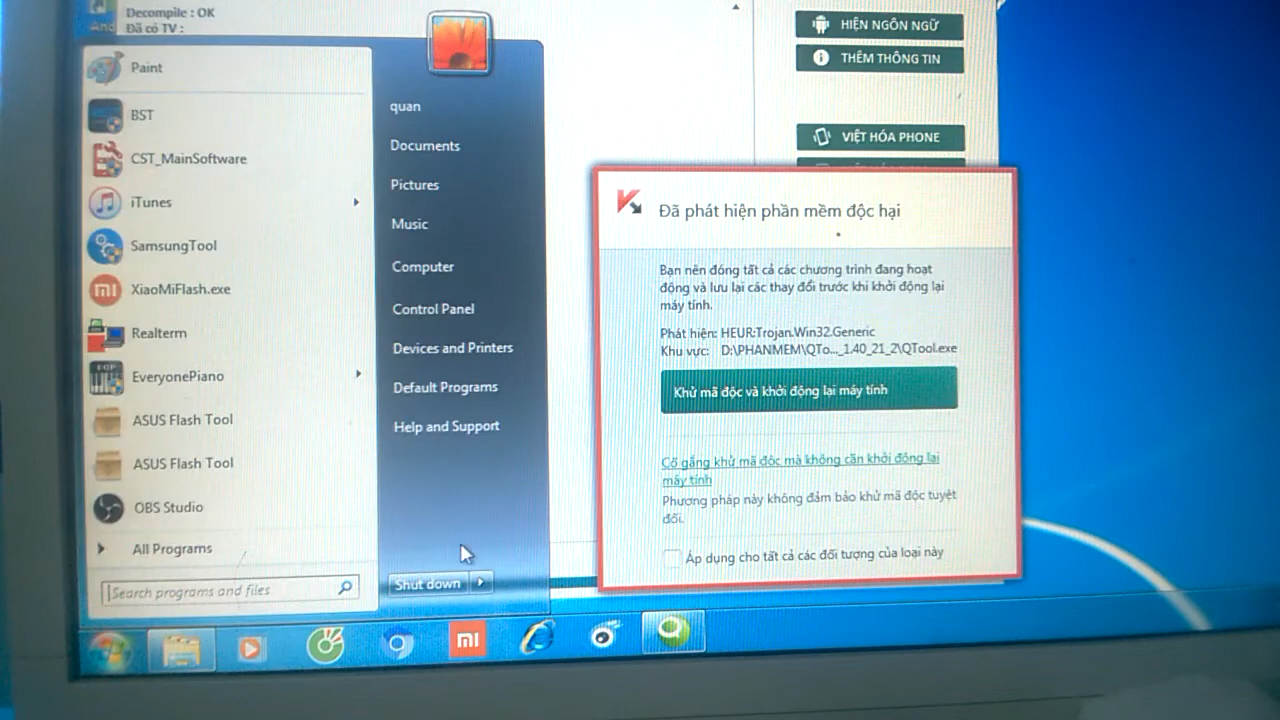 Decompile : OK
And
Đã có TV :
Paint
BST
CST_MainSoftware
iTunes
SamsungTool
XiaoMiFlash.exe
Realterm
EveryonePiano
ASUS Flash Tool
ASUS Flash Tool
OBS Studio
All Programs
Search programs and files
quan
Documents
Pictures
Music
Computer
Control Panel
Devices and Printers
Default Programs
Help and Support
Shut down
HIỆN NGÔN NGỮ
THÊM THÔNG TIN
VIỆT HÓA PHONE
Đã phát hiện phần mềm độc hại
Bạn nên đóng tất cả các chương trình đang hoạt
động và lưu lại các thay đổi trước khi khởi động lại
máy tính.
Phát hiện: HEUR:Trojan.Win32.Generic
Khu vực: D:\PHANMEM\QTo..._1.40_21_2\QTool.exe
Khử mã độc và khởi động lại máy tính
Cố gắng khử mã độc mà không cần khởi động lại
máy tính
Phương pháp này không đảm bảo khử mã độc tuyệt
đối.
Áp dụng cho tất cả các đối tượng của loại này
mi